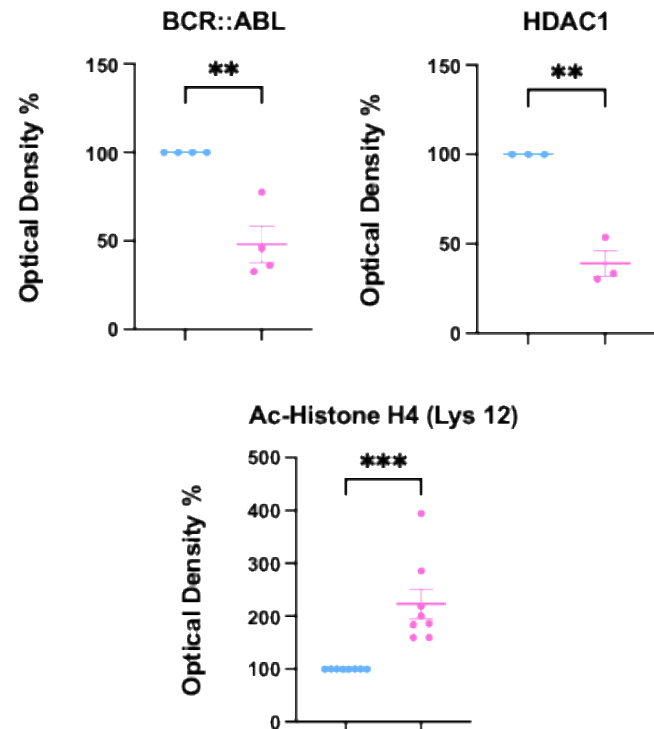 BCR::ABL
**
Optical Density %
150
100
50
0
HDAC1
**
Optical Density %
150
100
50
0
Ac-Histone H4 (Lys 12)
***
Optical Density %
500
400
300
200
100
0